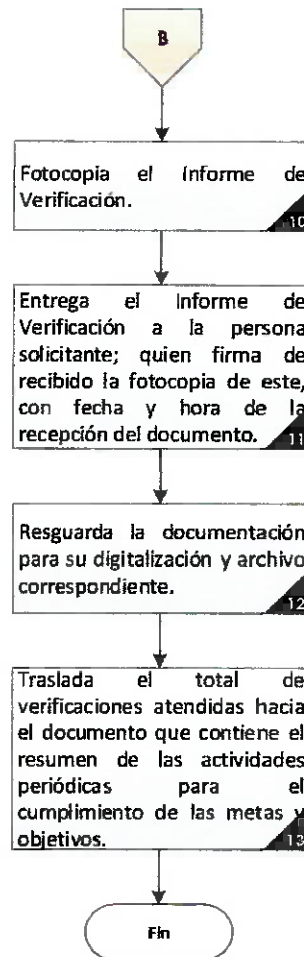 B
Fotocopia el Informe de
Verificación.
10
Entrega el Informe de
Verificación a la persona
solicitante; quien firma de
recibido la fotocopia de este,
con fecha y hora de la
recepción del documento.
11
Resguarda la documentación
para su digitalización y archivo
correspondiente.
12
Traslada el total de
verificaciones atendidas hacia
el documento que contiene el
resumen de las actividades
periódicas para el
cumplimiento de las metas y
objetivos.
13
Fin